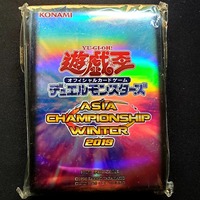 KONAMI
YU-GI-OH!
遊戯王
オフィシャルカードゲーム
デュエルモンスターズ
ASIA
CHAMPIONSHIP
WINTER
2019